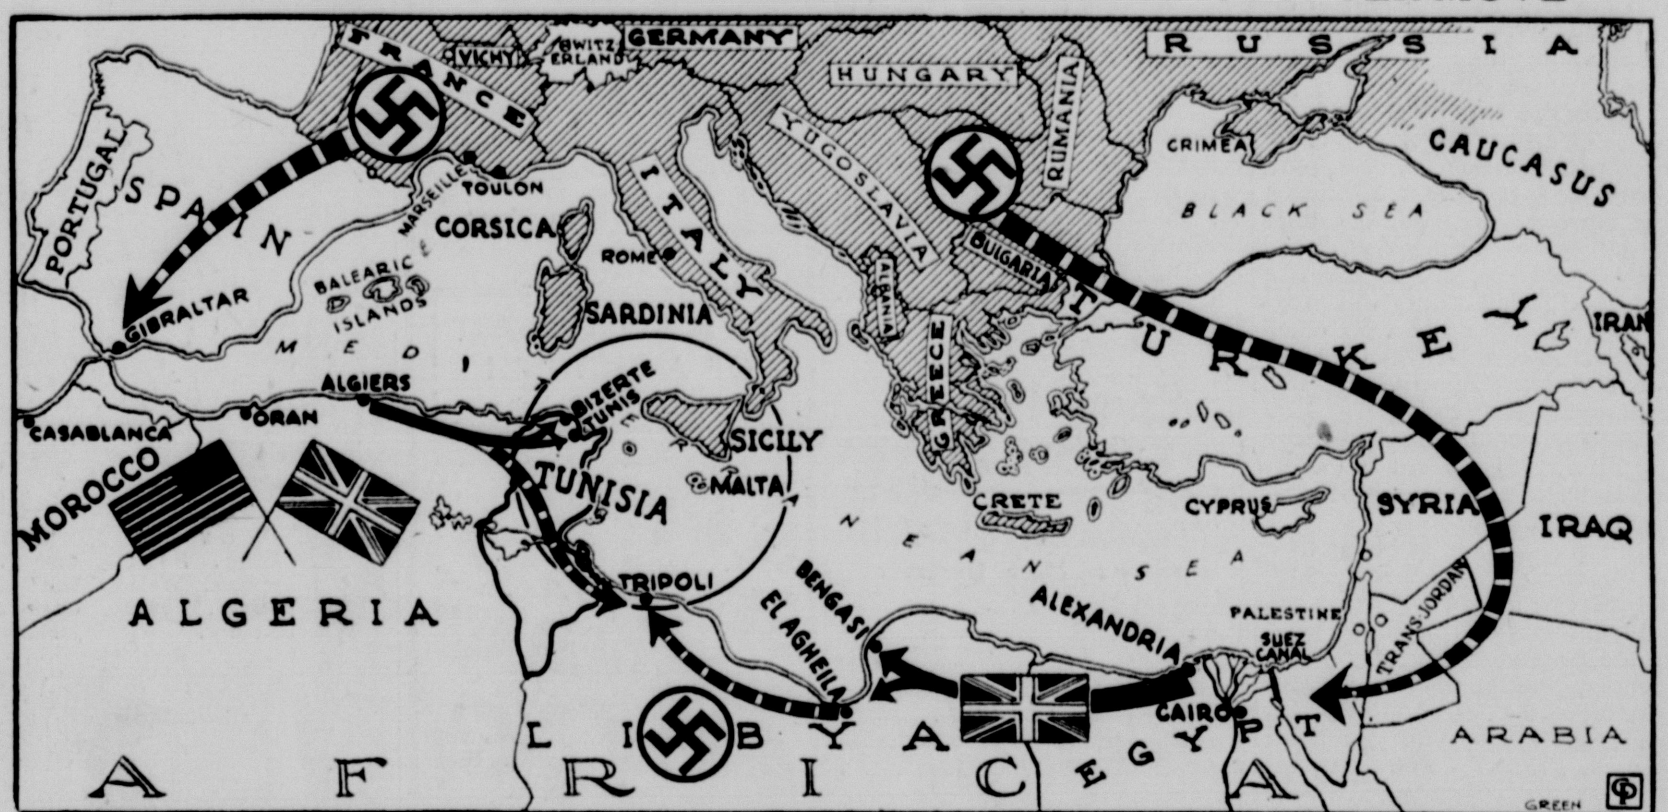 FRANCE
VICHY
SWITZ
ERLAND
GERMANY
HUNGARY
RUMANIA
RUSSIA
CRIMEA
CAUCASUS
BLACK SEA
PORTUGAL
SPAIN
MARSEILLE
TOULON
CORSICA
ITALY
ROME
YUGOSLAVIA
BULGARIA
ALBANIA
GREECE
TURKEY
IRAN
BALEARIC
ISLANDS
SARDINIA
GIBRALTAR
MEDITERRANEAN SEA
ALGIERS
ORAN
CASABLANCA
MOROCCO
BIZERTE
TUNIS
SICILY
MALTA
TUNISIA
CRETE
CYPRUS
SYRIA
IRAQ
ALGERIA
TRIPOLI
BENGASI
EL AGHEILA
ALEXANDRIA
PALESTINE
SUEZ
CANAL
TRANS.JORDAN
CAIRO
LIBYA
EGYPT
ARABIA
AFRICA
GREEN